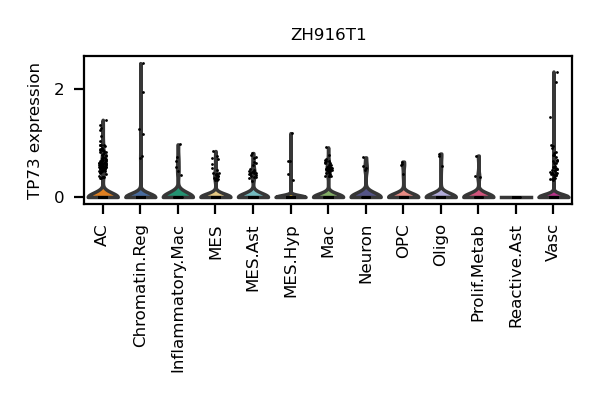 ZH916T1
TP73 expression
2
0
AC
Chromatin.Reg
Inflammatory.Mac
MES
MES.Ast
MES.Hyp
Mac
Neuron
OPC
Oligo
Prolif.Metab
Reactive.Ast
Vasc